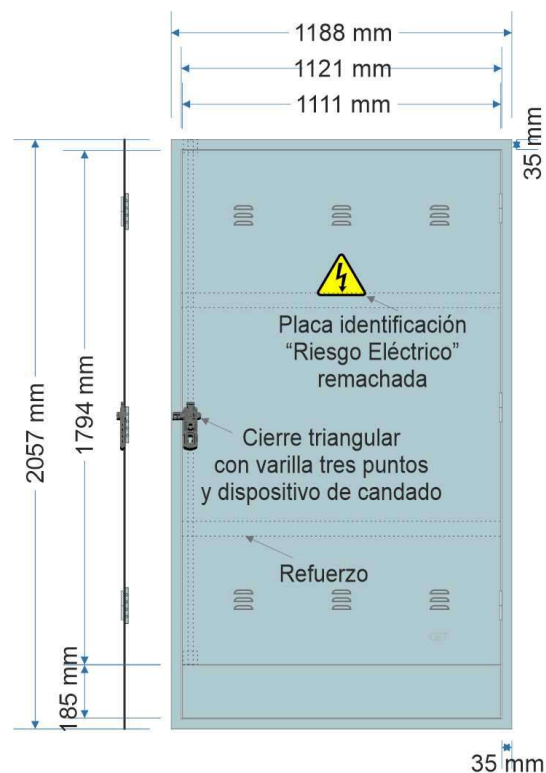 1188 mm
1121 mm
1111 mm
35 mm
2057 mm
1794 mm
185 mm
Placa identificación
“Riesgo Eléctrico”
remachada
Cierre triangular
con varilla tres puntos
y dispositivo de candado
Refuerzo
35 mm